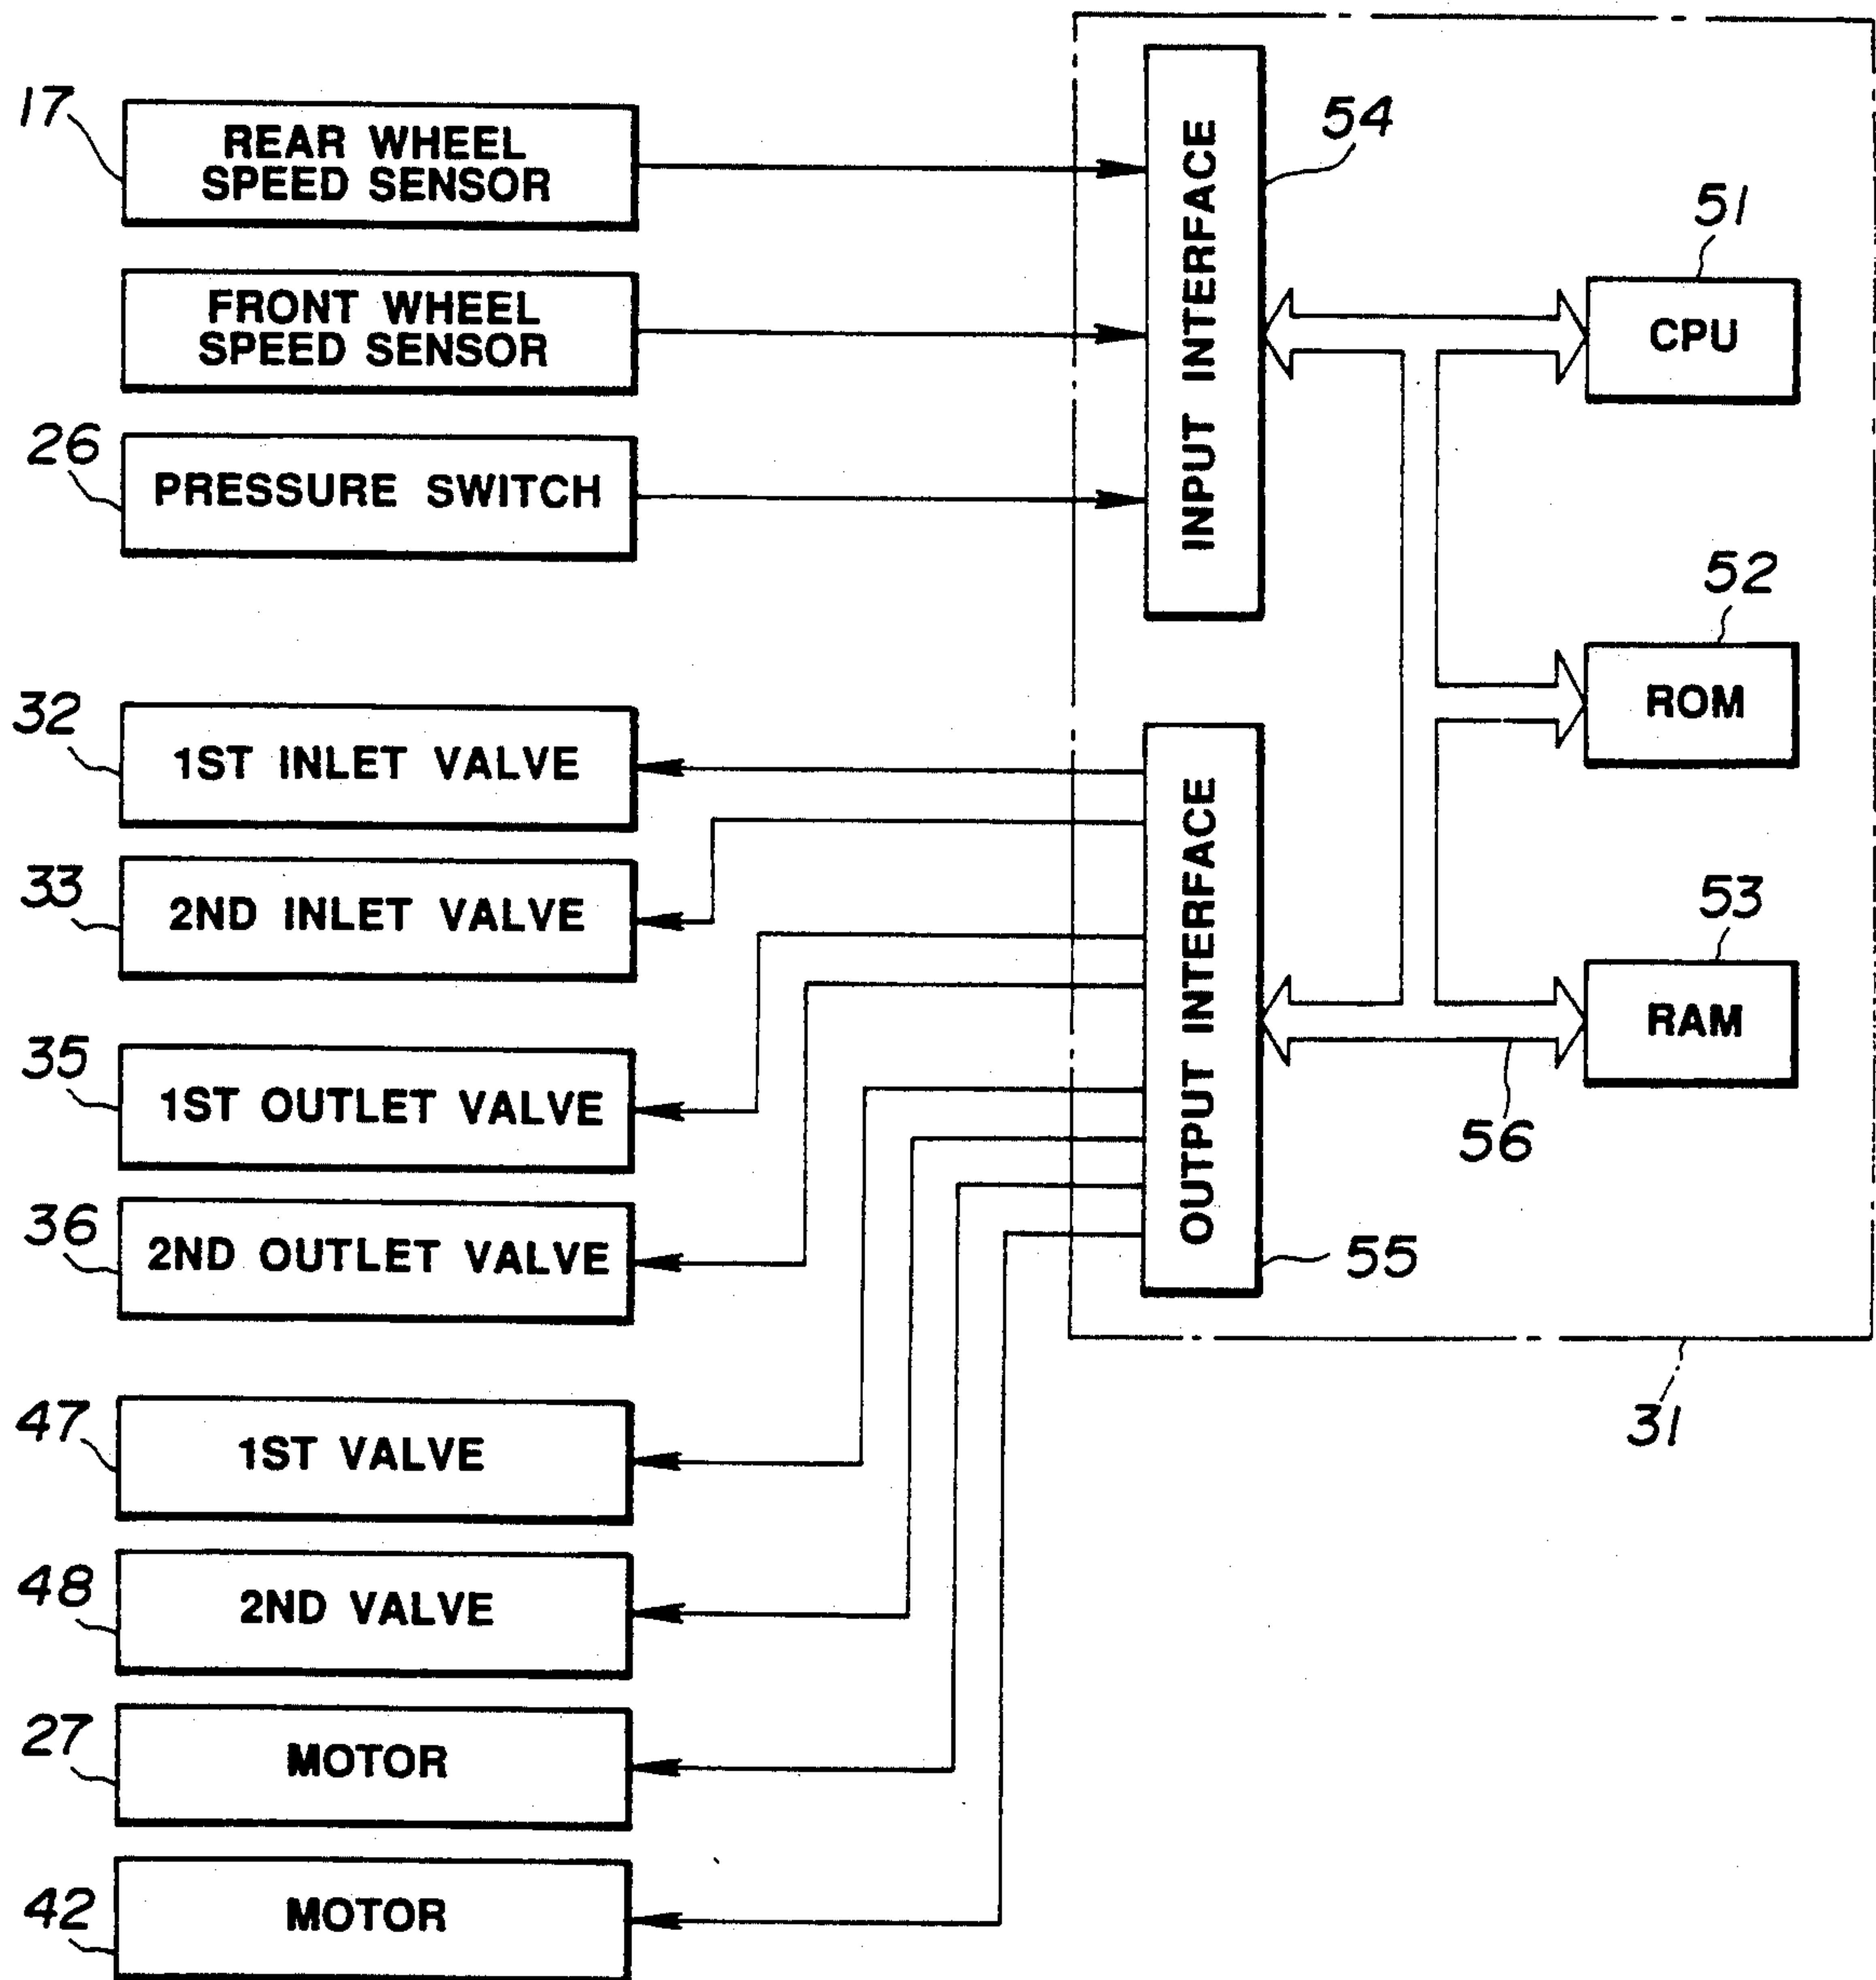 17
REAR WHEEL
SPEED SENSOR
FRONT WHEEL
SPEED SENSOR
26
PRESSURE SWITCH
32
1ST INLET VALVE
33
2ND INLET VALVE
35
1ST OUTLET VALVE
36
2ND OUTLET VALVE
47
1ST VALVE
48
2ND VALVE
27
MOTOR
42
MOTOR
INPUT INTERFACE
54
OUTPUT INTERFACE
55
51
CPU
52
ROM
53
RAM
56
31